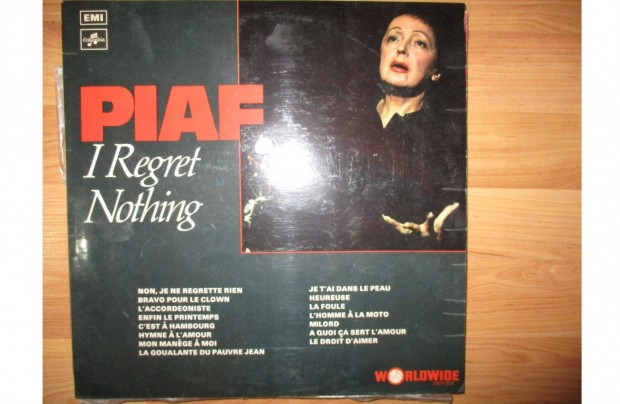 EMI
Columbia
PIAF
I Regret
Nothing
NON, JE NE REGRETTE RIEN
BRAVO POUR LE CLOWN
L'ACCORDEONISTE
ENFIN LE PRINTEMPS
C'EST À HAMBOURG
HYMNE À L'AMOUR
MON MANÈGE À MOI
LA GOUALANTE DU PAUVRE JEAN
JE T'AI DANS LE PEAU
HEUREUSE
LA FOULE
L'HOMME À LA MOTO
MILORD
A QUOI ÇA SERT L'AMOUR
LE DROIT D'AIMER
WORLDWIDE